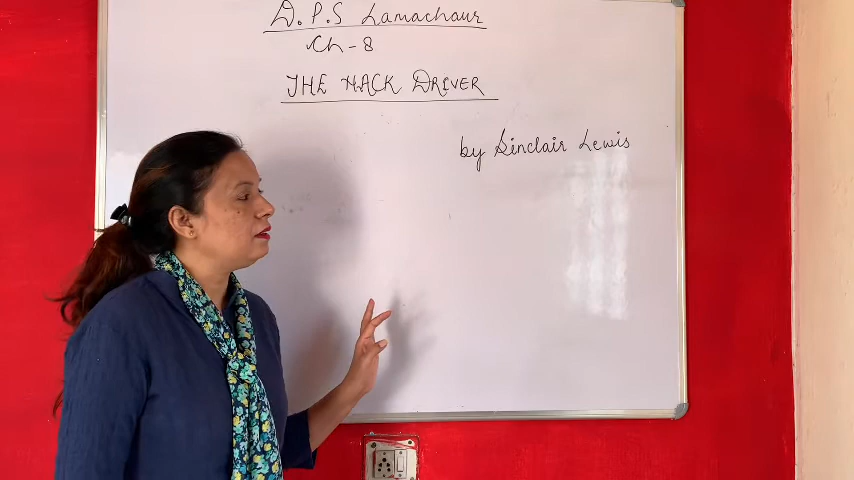 D.P.S Lamachaur
Ch-8
THE HACK DRIVER
by Sinclair Lewis